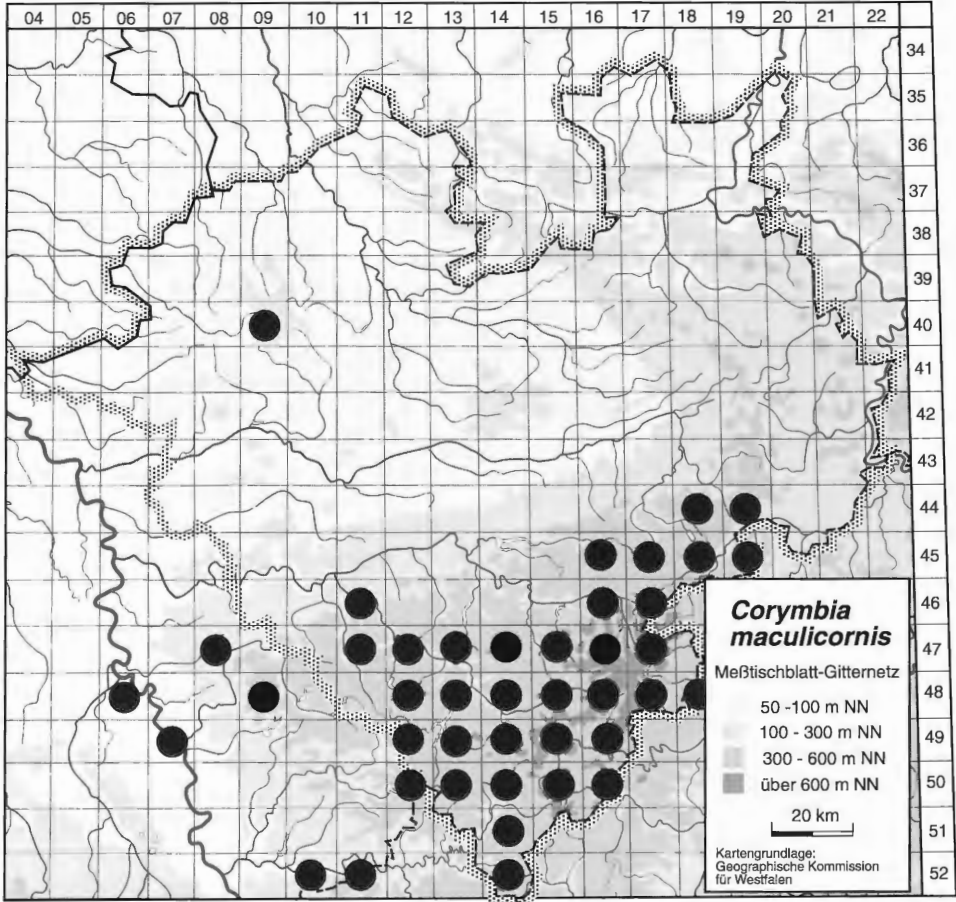 04 05 06 07 08 09 10 11 12 13 14 15 16 17 18 19 20 21 22
34
35
36
37
38
39
40
41
42
43
44
45
46
47
48
49
50
51
52
Corymbia
maculicornis
Meßtischblatt-Gitternetz
50 -100 m NN
100 - 300 m NN
300 - 600 m NN
über 600 m NN
20 km
Kartengrundlage:
Geographische Kommission
für Westfalen